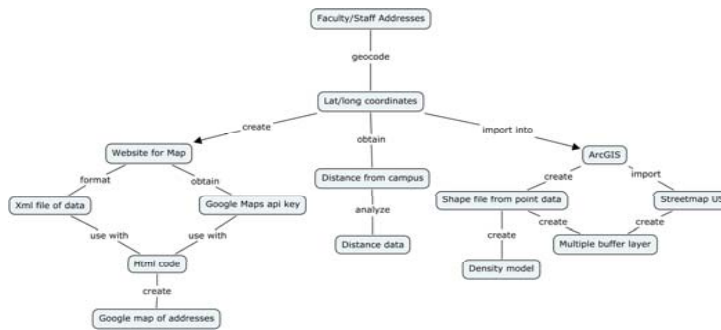 Faculty/Staff Addresses
geocode
Lat/long coordinates
create
obtain
import into
Website for Map
ArcGIS
format
obtain
Distance from campus
create
import
Xml file of data
Google Maps api key
Shape file from point data
Streetmap US
analyze
use with
use with
create
create
Distance data
create
Multiple buffer layer
Html code
Density model
create
Google map of addresses